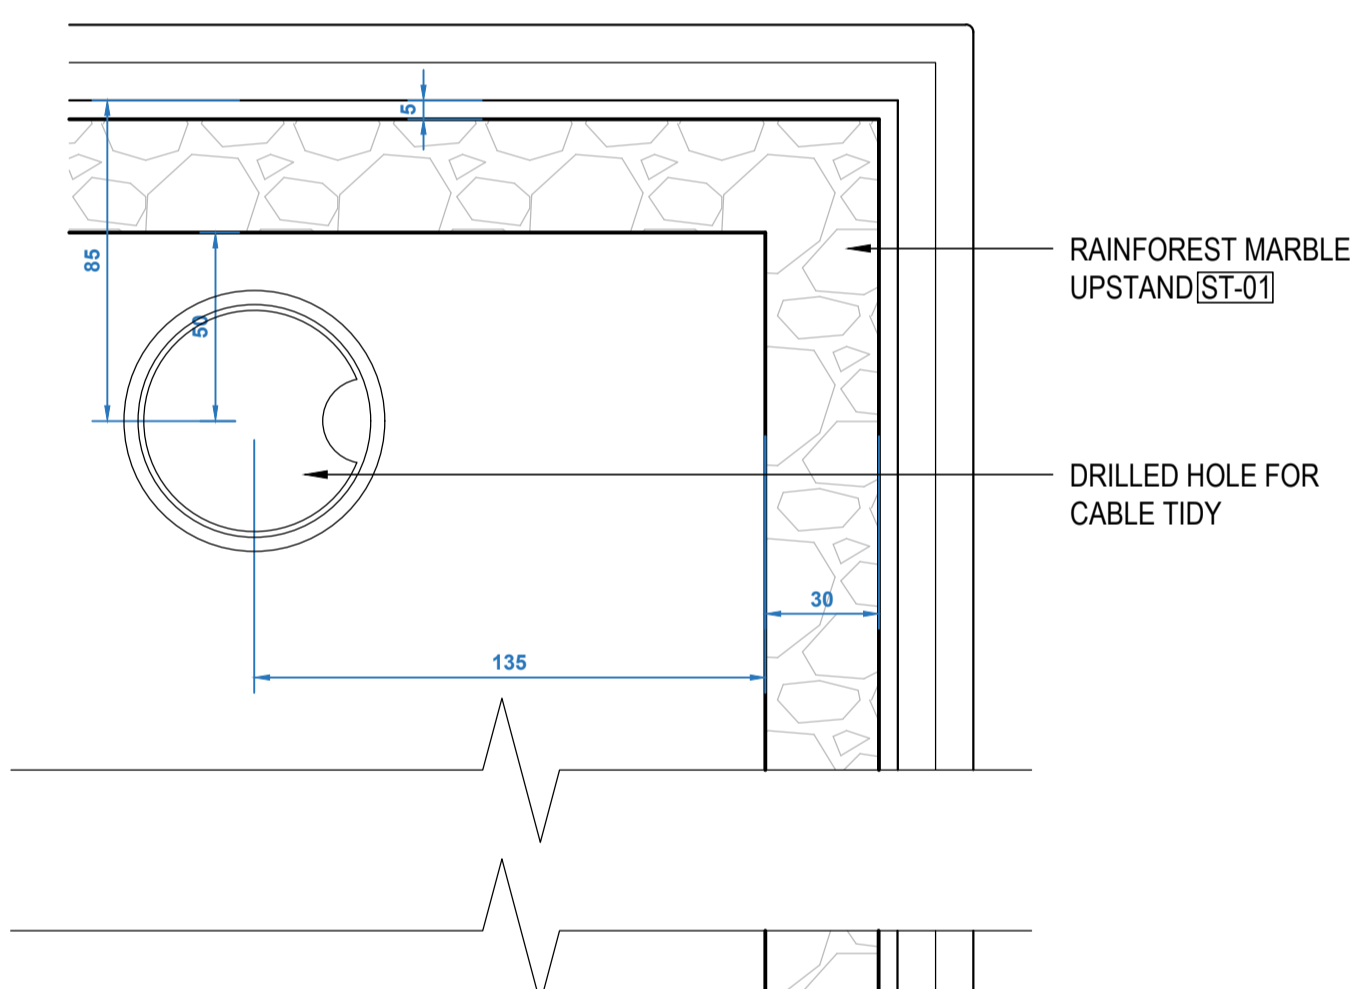 5
85
50
RAINFOREST MARBLE
UPSTAND ST-01
DRILLED HOLE FOR
CABLE TIDY
30
135